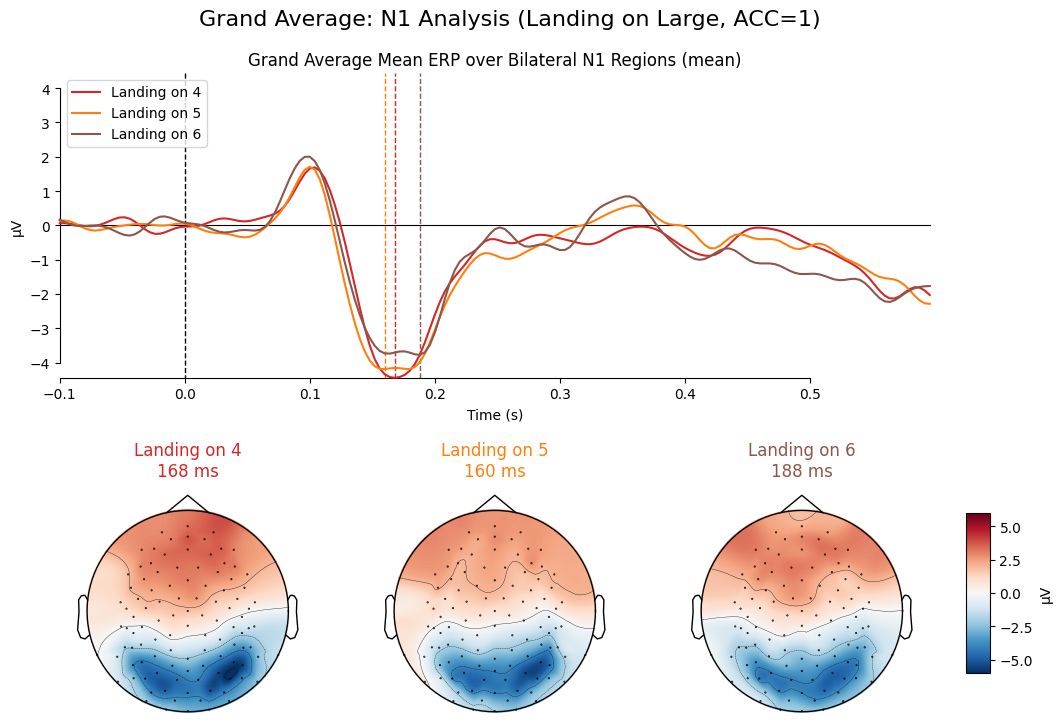 Grand Average: N1 Analysis (Landing on Large, ACC=1)
Grand Average Mean ERP over Bilateral N1 Regions (mean)
Landing on 4
Landing on 5
Landing on 6
µV
4
3
2
1
0
−1
−2
−3
−4
−0.1 0.0 0.1 0.2 0.3 0.4 0.5
Time (s)
Landing on 4
168 ms
Landing on 5
160 ms
Landing on 6
188 ms
5.0
2.5
0.0
−2.5
−5.0
µV